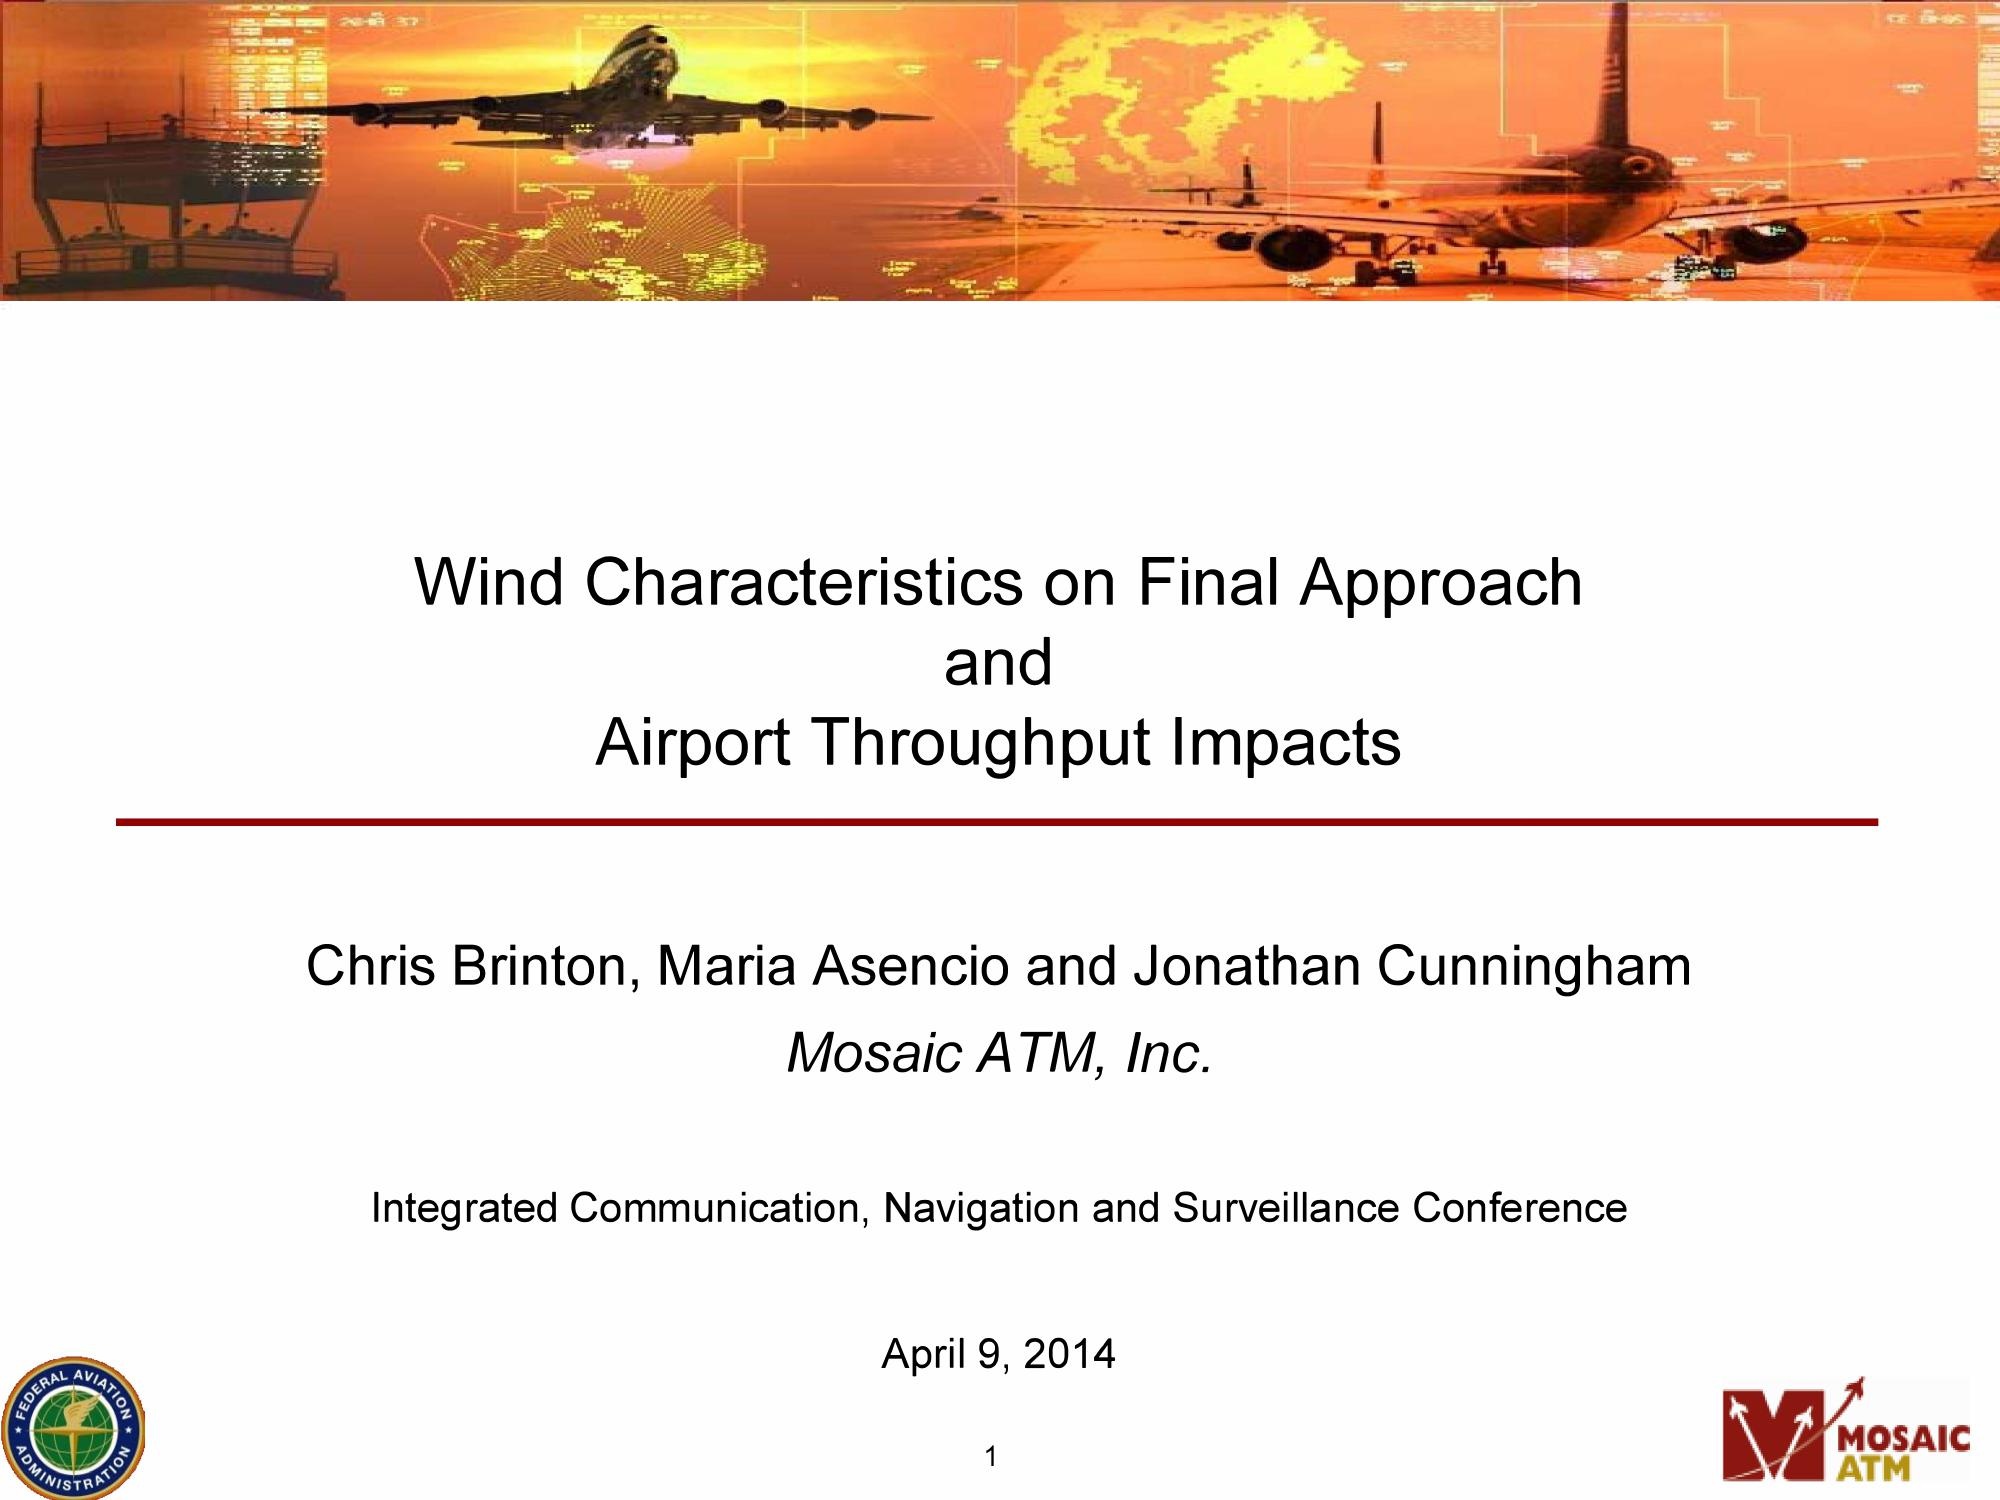 Wind Characteristics on Final Approach
and
Airport Throughput Impacts
Chris Brinton, Maria Asencio and Jonathan Cunningham
Mosaic ATM, Inc.
Integrated Communication, Navigation and Surveillance Conference
April 9, 2014
FEDERAL AVIATION
ADMINISTRATION
1
MOSAIC
ATM